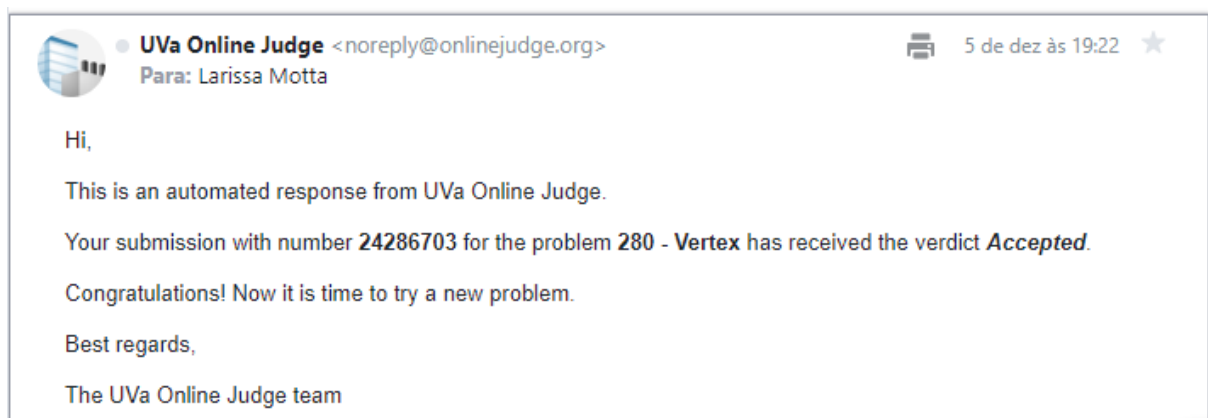 UVa Online Judge <noreply@onlinejudge.org> 5 de dez às 19:22
Para: Larissa Motta
Hi,
This is an automated response from UVa Online Judge.
Your submission with number 24286703 for the problem 280 - Vertex has received the verdict Accepted.
Congratulations! Now it is time to try a new problem.
Best regards,
The UVa Online Judge team